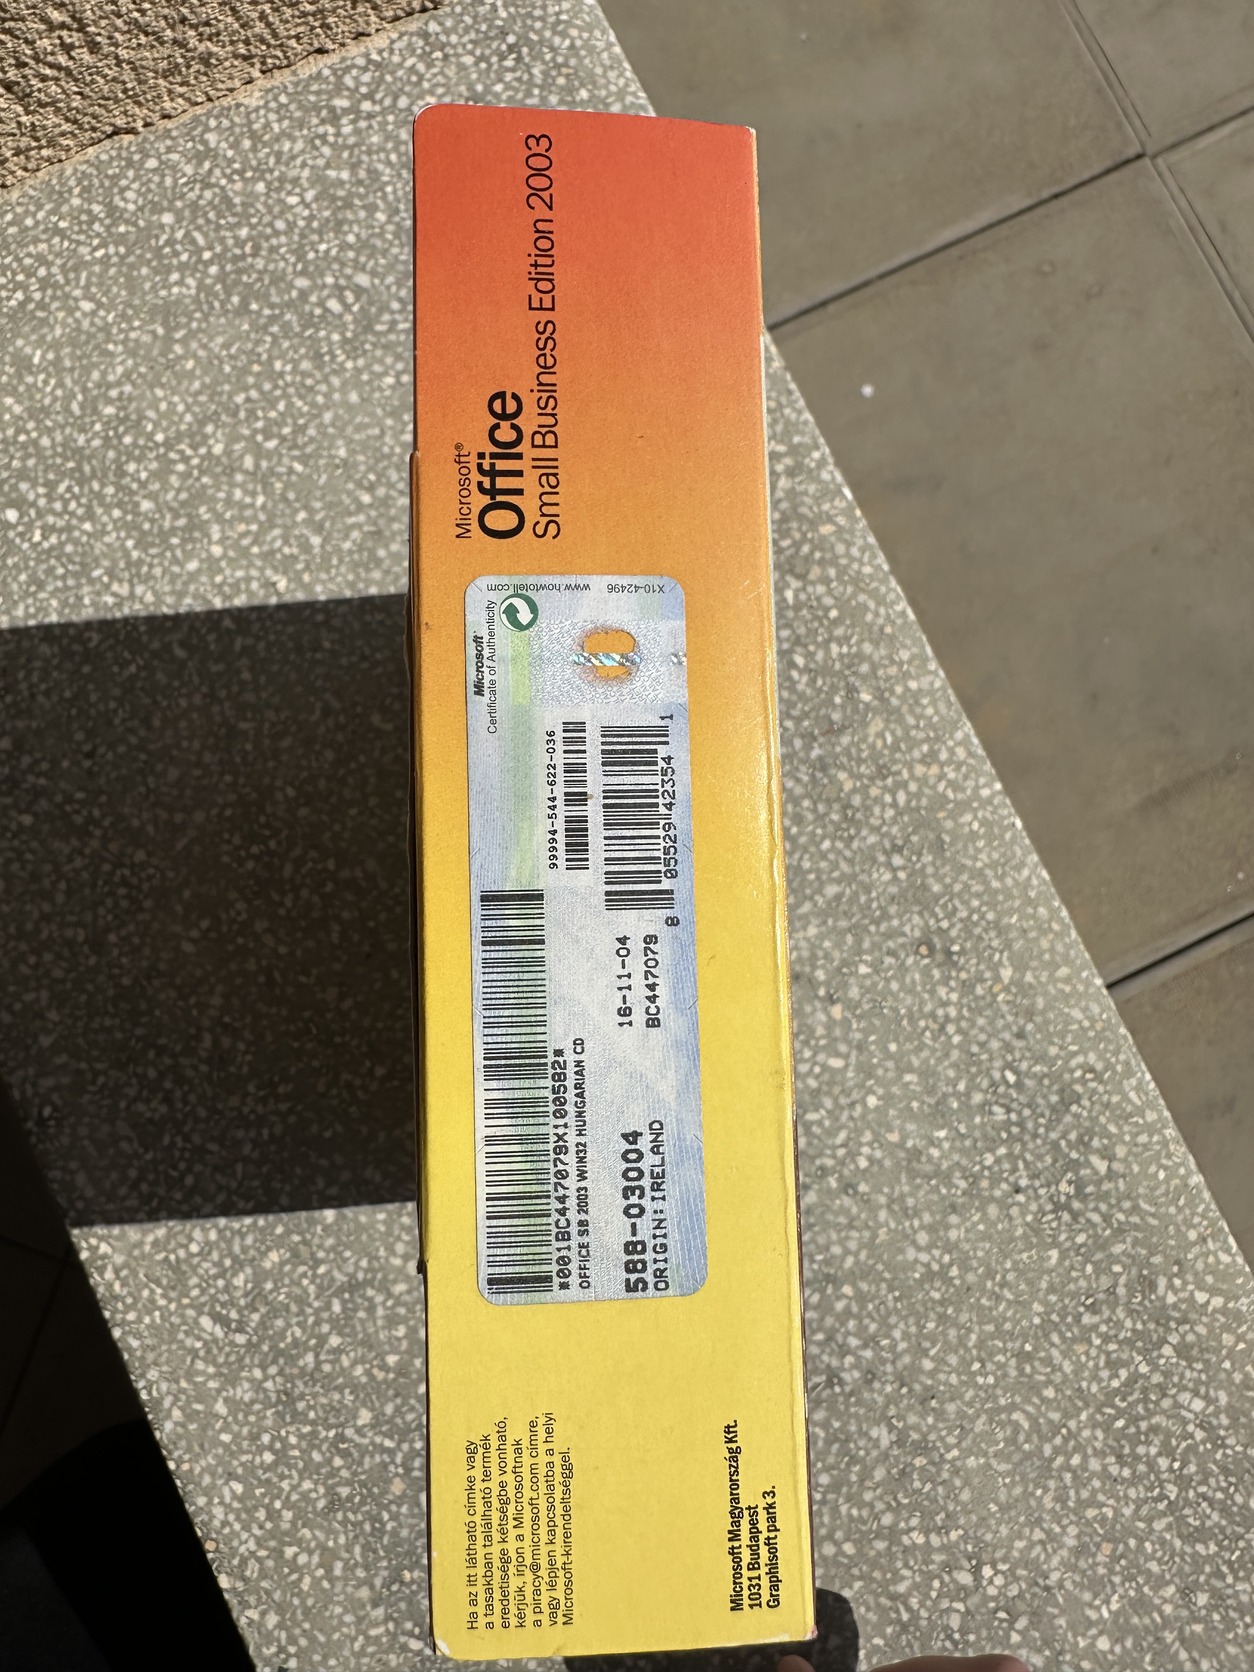 Microsoft®
Office
Small Business Edition 2003
Microsoft
Certificate of Authenticity
www.howtotell.com
X10-42496
99994-544-622-036
*001BC447079X100582*
OFFICE SB 2003 WIN32 HUNGARIAN CD
16-11-04
BC447079
8 05529 42354 1
588-03004
ORIGIN: IRELAND
Ha az itt látható címke vagy
a tasakban található termék
eredetisége kétségbe vonható,
kérjük, írjon a Microsoftnak
a piracy@microsoft.com címre,
vagy lépjen kapcsolatba a helyi
Microsoft-kirendeltséggel.
Microsoft Magyarország Kft.
1031 Budapest
Graphisoft park 3.